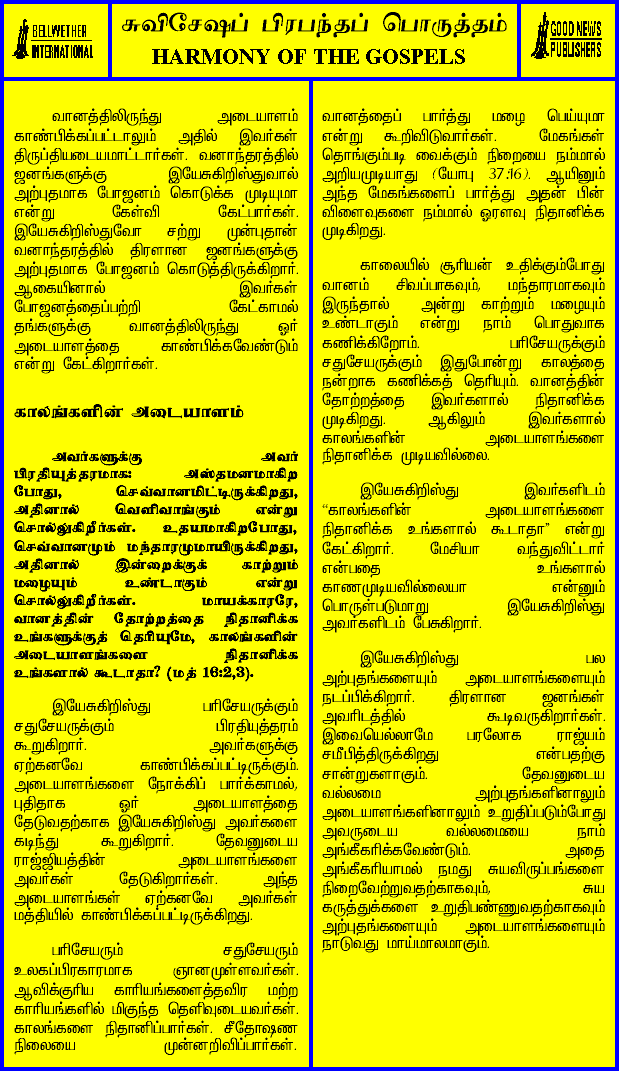 BELLWETHER
INTERNATIONAL
சுவிசேஷப் பிரபந்தப் பொருத்தம்
HARMONY OF THE GOSPELS
GOOD NEWS
PUBLISHERS
வானத்திலிருந்து அடையாளம்
காண்பிக்கப்பட்டாலும் அதில் இவர்கள்
திருப்தியடையமாட்டார்கள். வனாந்தரத்தில்
ஜனங்களுக்கு இயேசுகிறிஸ்துவால்
அற்புதமாக போஜனம் கொடுக்க முடியுமா
என்று கேள்வி கேட்பார்கள்.
இயேசுகிறிஸ்துவோ சற்று முன்புதான்
வனாந்தரத்தில் திரளான ஜனங்களுக்கு
அற்புதமாக போஜனம் கொடுத்திருக்கிறார்.
ஆகையினால் இவர்கள்
போஜனத்தைப்பற்றி கேட்காமல்
தங்களுக்கு வானத்திலிருந்து ஓர்
அடையாளத்தை காண்பிக்கவேண்டும்
என்று கேட்கிறார்கள்.
காலங்களின் அடையாளம்
அவர்களுக்கு அவர்
பிரதியுத்தரமாக: அஸ்தமனமாகிற
போது, செவ்வானமிட்டிருக்கிறது,
அதினால் வெளிவாங்கும் என்று
சொல்லுகிறீர்கள். உதயமாகிறபோது,
செவ்வானமும் மந்தாரமுமாயிருக்கிறது,
அதினால் இன்றைக்குக் காற்றும்
மழையும் உண்டாகும் என்று
சொல்லுகிறீர்கள். மாயக்காரரே,
வானத்தின் தோற்றத்தை நிதானிக்க
உங்களுக்குத் தெரியுமே, காலங்களின்
அடையாளங்களை நிதானிக்க
உங்களால் கூடாதா? (மத் 16:2,3).
இயேசுகிறிஸ்து பரிசேயருக்கும்
சதுசேயருக்கும் பிரதியுத்தரம்
கூறுகிறார். அவர்களுக்கு
ஏற்கனவே காண்பிக்கப்பட்டிருக்கும்.
அடையாளங்களை நோக்கிப் பார்க்காமல்,
புதிதாக ஓர் அடையாளத்தை
தேடுவதற்காக இயேசுகிறிஸ்து அவர்களை
கடிந்து கூறுகிறார். தேவனுடைய
ராஜ்ஜியத்தின் அடையாளங்களை
அவர்கள் தேடுகிறார்கள். அந்த
அடையாளங்கள் ஏற்கனவே அவர்கள்
மத்தியில் காண்பிக்கப்பட்டிருக்கிறது.
பரிசேயரும் சதுசேயரும்
உலகப்பிரகாரமாக ஞானமுள்ளவர்கள்.
ஆவிக்குரிய காரியங்களைத்தவிர மற்ற
காரியங்களில் மிகுந்த தெளிவுடையவர்கள்.
காலங்களை நிதானிப்பார்கள். சீதோஷண
நிலையை முன்னறிவிப்பார்கள்.
வானத்தைப் பார்த்து மழை பெய்யுமா
என்று கூறிவிடுவார்கள். மேகங்கள்
தொங்கும்படி வைக்கும் நிறையை நம்மால்
அறியமுடியாது (யோபு 37:16). ஆயினும்
அந்த மேகங்களைப் பார்த்து அதன் பின்
விளைவுகளை நம்மால் ஓரளவு நிதானிக்க
முடிகிறது.
காலையில் சூரியன் உதிக்கும்போது
வானம் சிவப்பாகவும், மந்தாரமாகவும்
இருந்தால் அன்று காற்றும் மழையும்
உண்டாகும் என்று நாம் பொதுவாக
கணிக்கிறோம். பரிசேயருக்கும்
சதுசேயருக்கும் இதுபோன்று காலத்தை
நன்றாக கணிக்கத் தெரியும். வானத்தின்
தோற்றத்தை இவர்களால் நிதானிக்க
முடிகிறது. ஆகிலும் இவர்களால்
காலங்களின் அடையாளங்களை
நிதானிக்க முடியவில்லை.
இயேசுகிறிஸ்து இவர்களிடம்
“காலங்களின் அடையாளங்களை
நிதானிக்க உங்களால் கூடாதா” என்று
கேட்கிறார். மேசியா வந்துவிட்டார்
என்பதை உங்களால்
காணமுடியவில்லையா என்னும்
பொருள்படுமாறு இயேசுகிறிஸ்து
அவர்களிடம் பேசுகிறார்.
இயேசுகிறிஸ்து பல
அற்புதங்களையும் அடையாளங்களையும்
நடப்பிக்கிறார். திரளான ஜனங்கள்
அவரிடத்தில் கூடிவருகிறார்கள்.
இவையெல்லாமே பரலோக ராஜ்யம்
சமீபித்திருக்கிறது என்பதற்கு
சான்றுகளாகும். தேவனுடைய
வல்லமை அற்புதங்களினாலும்
அடையாளங்களினாலும் உறுதிப்படும்போது
அவருடைய வல்லமையை நாம்
அங்கீகரிக்கவேண்டும். அதை
அங்கீகரியாமல் நமது சுயவிருப்பங்களை
நிறைவேற்றுவதற்காகவும், சுய
கருத்துக்களை உறுதிபண்ணுவதற்காகவும்
அற்புதங்களையும் அடையாளங்களையும்
நாடுவது மாய்மாலமாகும்.